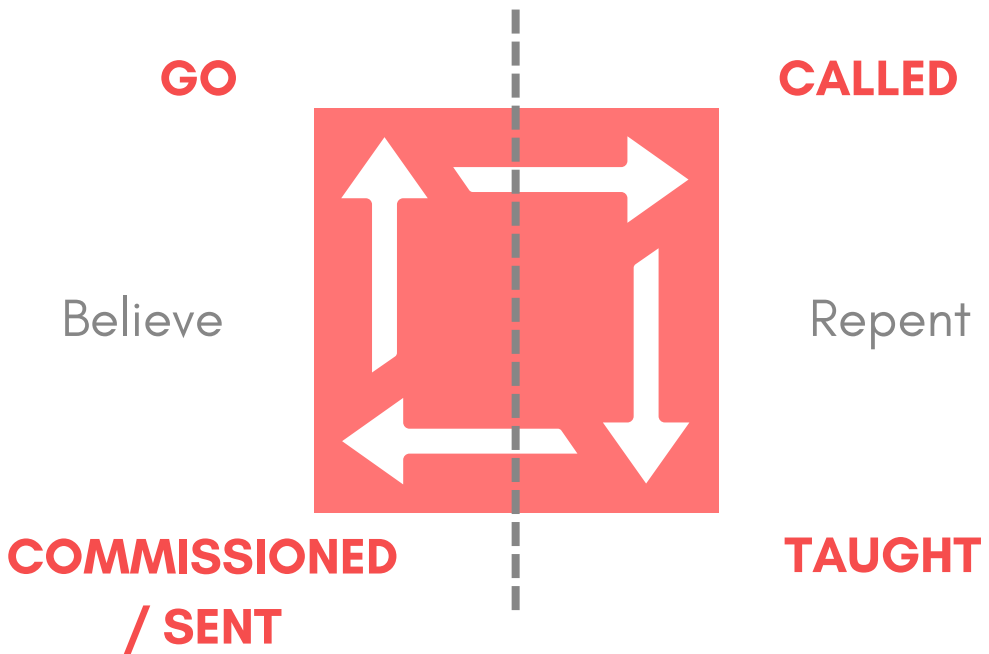 GO
CALLED
Believe
Repent
COMMISSIONED
/ SENT
TAUGHT